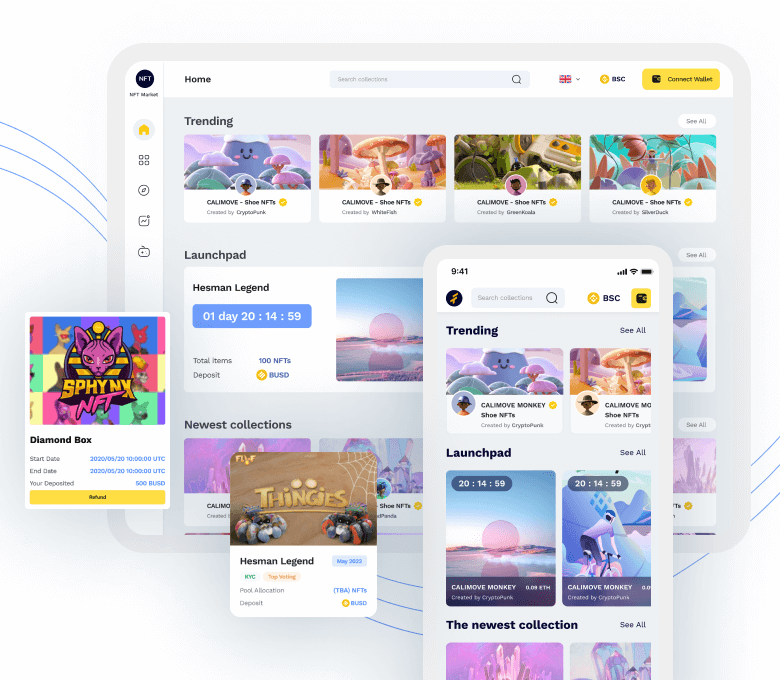 NFT
NFT Market
Home
Search collections
BSC
Connect Wallet
Trending
See All
CALIMOVE - Shoe NFTs
Created by CryptoPunk
CALIMOVE - Shoe NFTs
Created by WhiteFish
CALIMOVE - Shoe NFTs
Created by GreenKoala
CALIMOVE - Shoe NFTs
Created by SilverDuck
Launchpad
See All
Hesman Legend
01 day 20 : 14 : 59
Total items 100 NFTs
Deposit BUSD
Newest collections
See All
CALIM
Created b
- Shoe NFTs
edPanda
FTs
SPHYNX
NFT
Diamond Box
Start Date 2020/05/20 10:00:00 UTC
End Date 2020/05/20 10:00:00 UTC
Your Deposited 500 BUSD
Refund
THINGIES
Hesman Legend May 2022
KYC Top Voting
Pool Allocation (TBA) NFTs
Deposit BUSD
9:41
Search collections
BSC
Trending See All
CALIMOVE MONKEY
Shoe NFTs
Created by CryptoPunk
CALIMOVE MO
Shoe NFTs
Created by Crypt
Launchpad See All
20 : 14 : 59
CALIMOVE MONKEY 0.09 ETH
Created by CryptoPunk
20 : 14 : 59
CALIMOVE MONKEY 0.09
Created by CryptoPunk
The newest collection See All